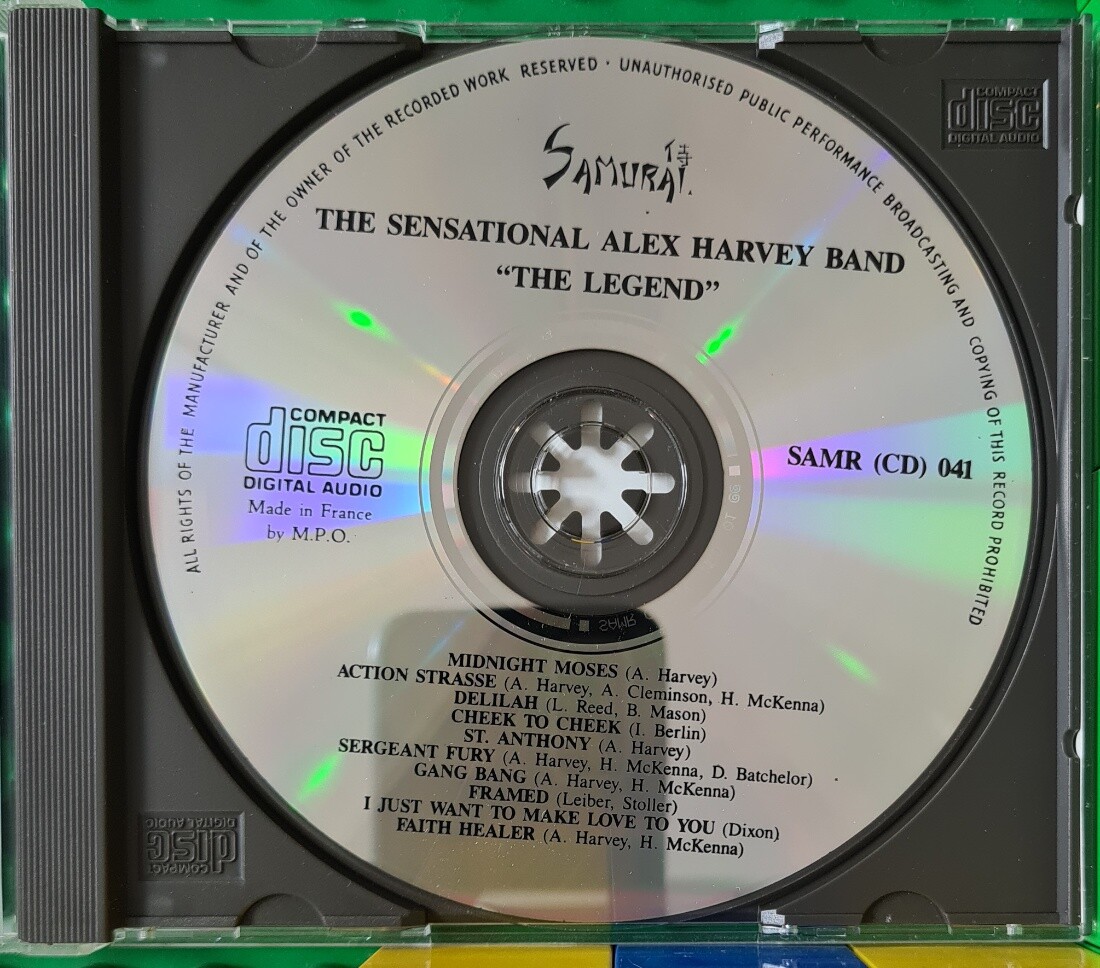 ALL RIGHTS OF THE MANUFACTURER AND OF THE OWNER OF THE RECORDED WORK RESERVED · UNAUTHORISED PUBLIC PERFORMANCE BROADCASTING AND COPYING OF THIS RECORD PROHIBITED
COMPACT
disc
DIGITAL AUDIO
SAMURAI 侍
THE SENSATIONAL ALEX HARVEY BAND
“THE LEGEND”
COMPACT
disc
DIGITAL AUDIO
Made in France
by M.P.O.
SAMR (CD) 041
SAMR
MIDNIGHT MOSES (A. Harvey)
ACTION STRASSE (A. Harvey, A. Cleminson, H. McKenna)
DELILAH (L. Reed, B. Mason)
CHEEK TO CHEEK (I. Berlin)
ST. ANTHONY (A. Harvey)
SERGEANT FURY (A. Harvey, H. McKenna, D. Batchelor)
GANG BANG (A. Harvey, H. McKenna)
FRAMED (Leiber, Stoller)
I JUST WANT TO MAKE LOVE TO YOU (Dixon)
FAITH HEALER (A. Harvey, H. McKenna)
COMPACT
disc
DIGITAL AUDIO